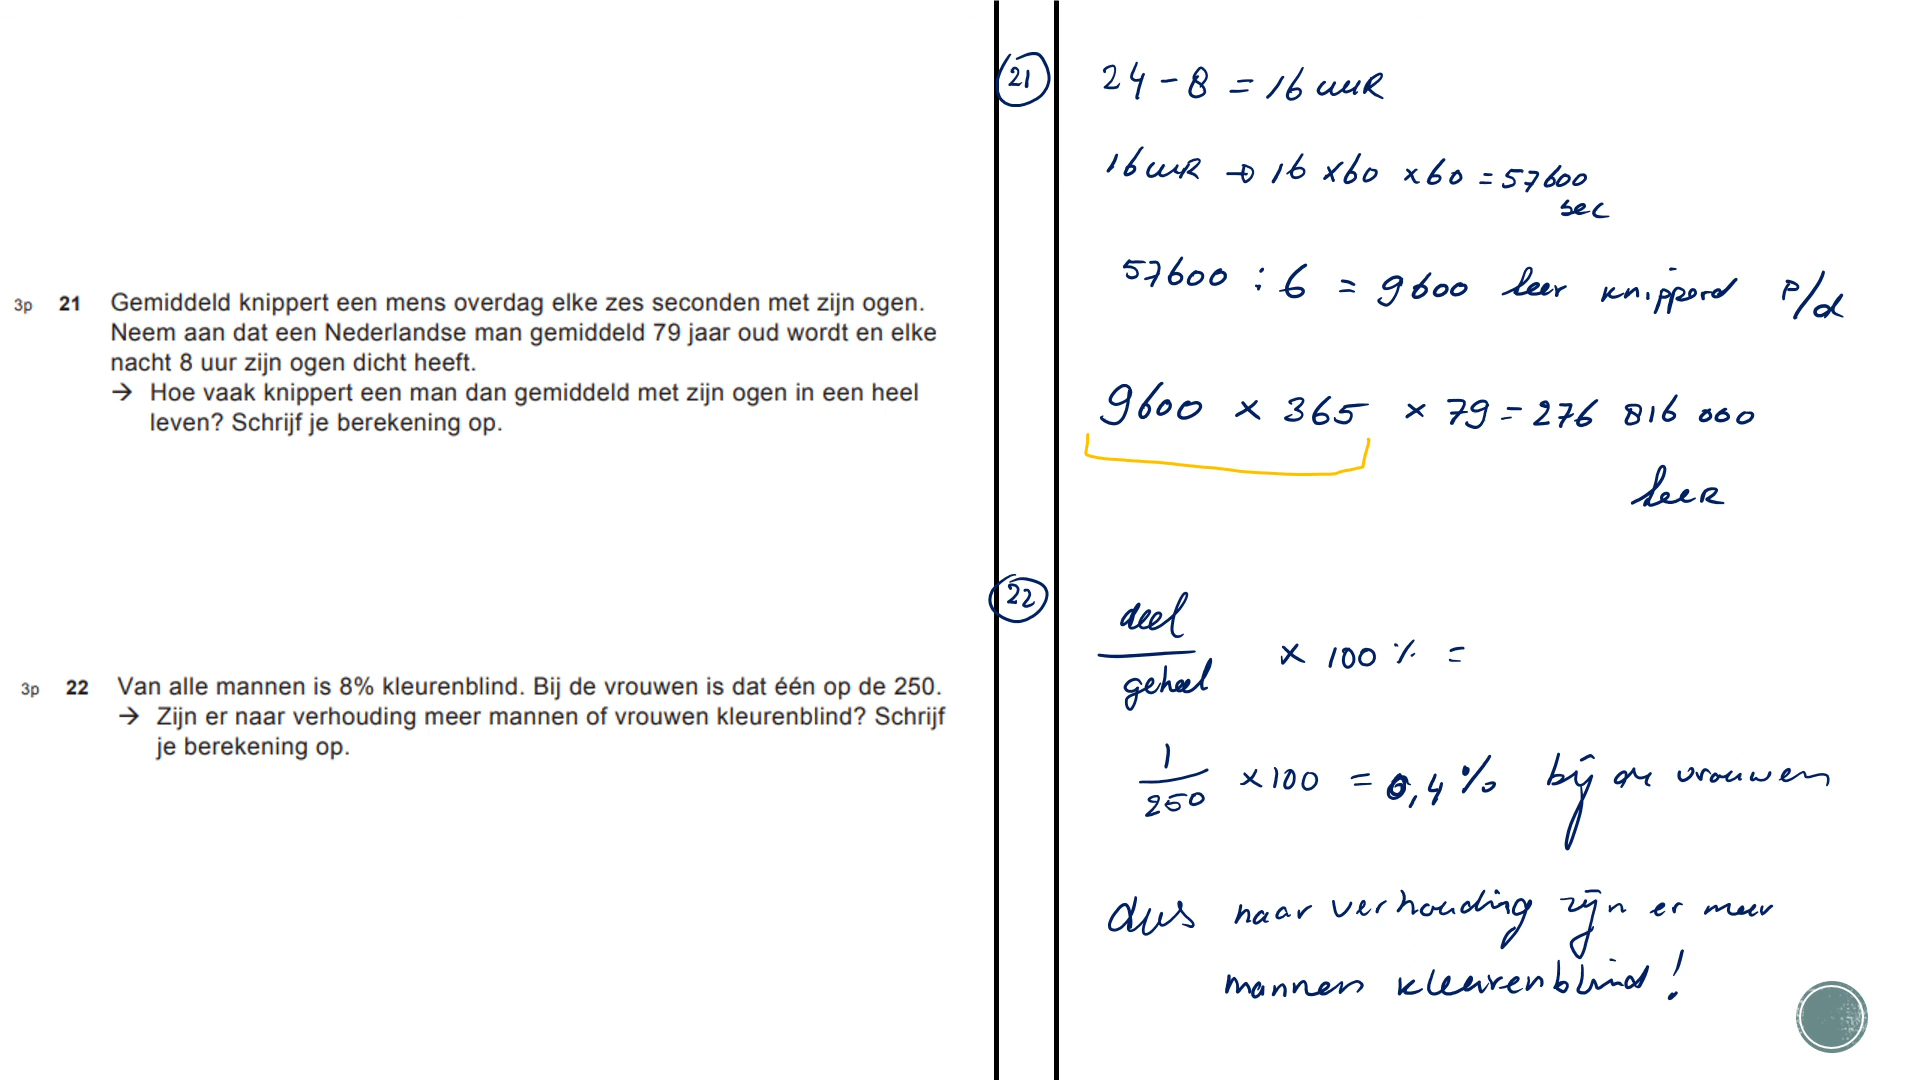 3p 21 Gemiddeld knippert een mens overdag elke zes seconden met zijn ogen.
Neem aan dat een Nederlandse man gemiddeld 79 jaar oud wordt en elke
nacht 8 uur zijn ogen dicht heeft.
→ Hoe vaak knippert een man dan gemiddeld met zijn ogen in een heel
leven? Schrijf je berekening op.
3p 22 Van alle mannen is 8% kleurenblind. Bij de vrouwen is dat één op de 250.
→ Zijn er naar verhouding meer mannen of vrouwen kleurenblind? Schrijf
je berekening op.
21 24 - 8 = 16 uur
16 uur → 16 x 60 x 60 = 57600
sec
57600 : 6 = 9600 keer knipperd P/d
9600 x 365 x 79 = 276 816 000
keer
22 deel
geheel x 100 % =
1
250 x 100 = 0,4 % bij de vrouwen
dus naar verhouding zijn er meer
mannen kleurenblind!